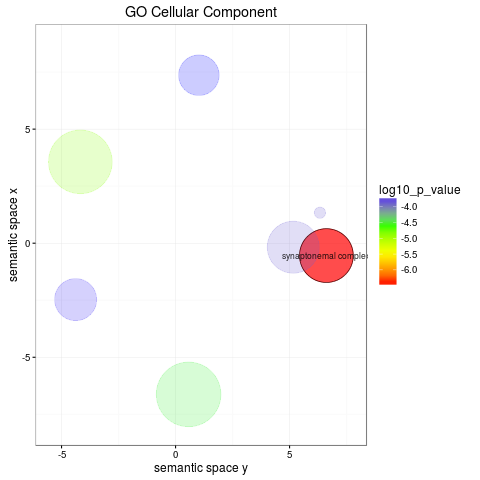 GO Cellular Component
semantic space x
5
0
-5
synaptonemal comple
-5
0
5
semantic space y
log10_p_value
-4.0
-4.5
-5.0
-5.5
-6.0